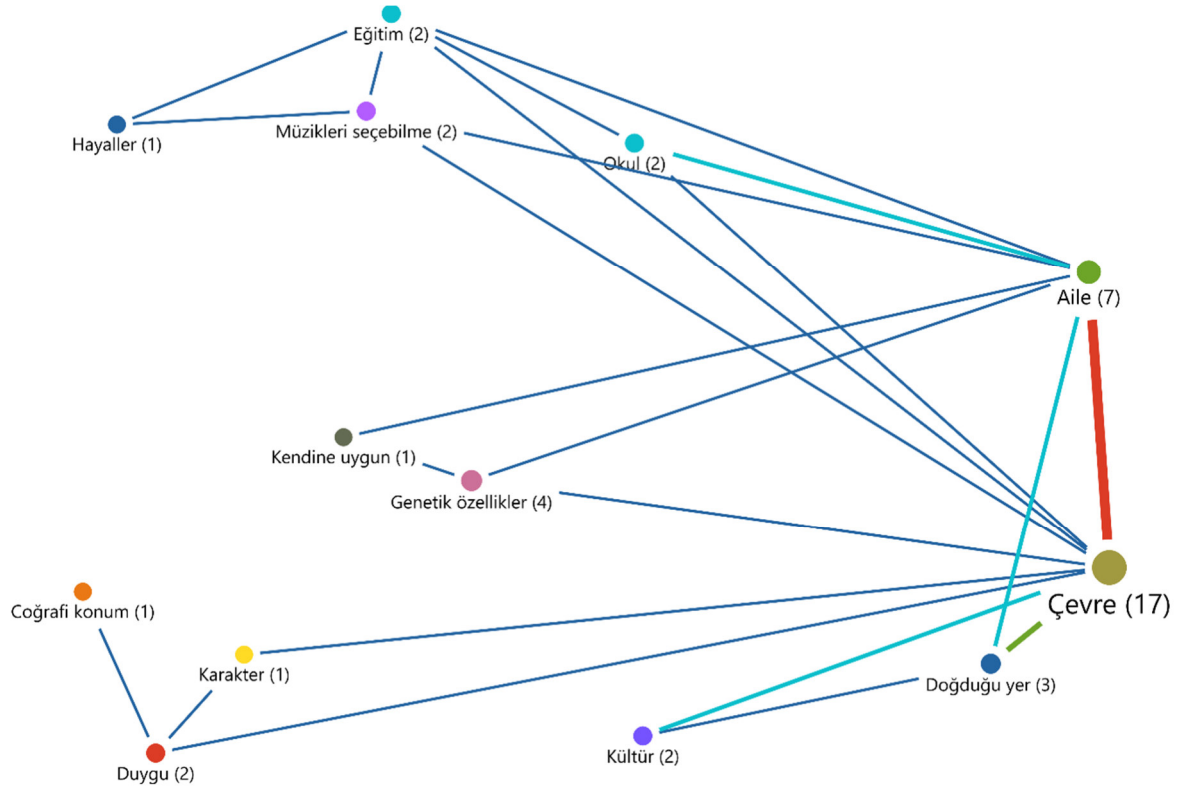 Eğitim (2)
Hayaller (1)
Müzikleri seçebilme (2)
Okul (2)
Aile (7)
Kendine uygun (1)
Genetik özellikler (4)
Coğrafi konum (1)
Çevre (17)
Karakter (1)
Doğduğu yer (3)
Kültür (2)
Duygu (2)